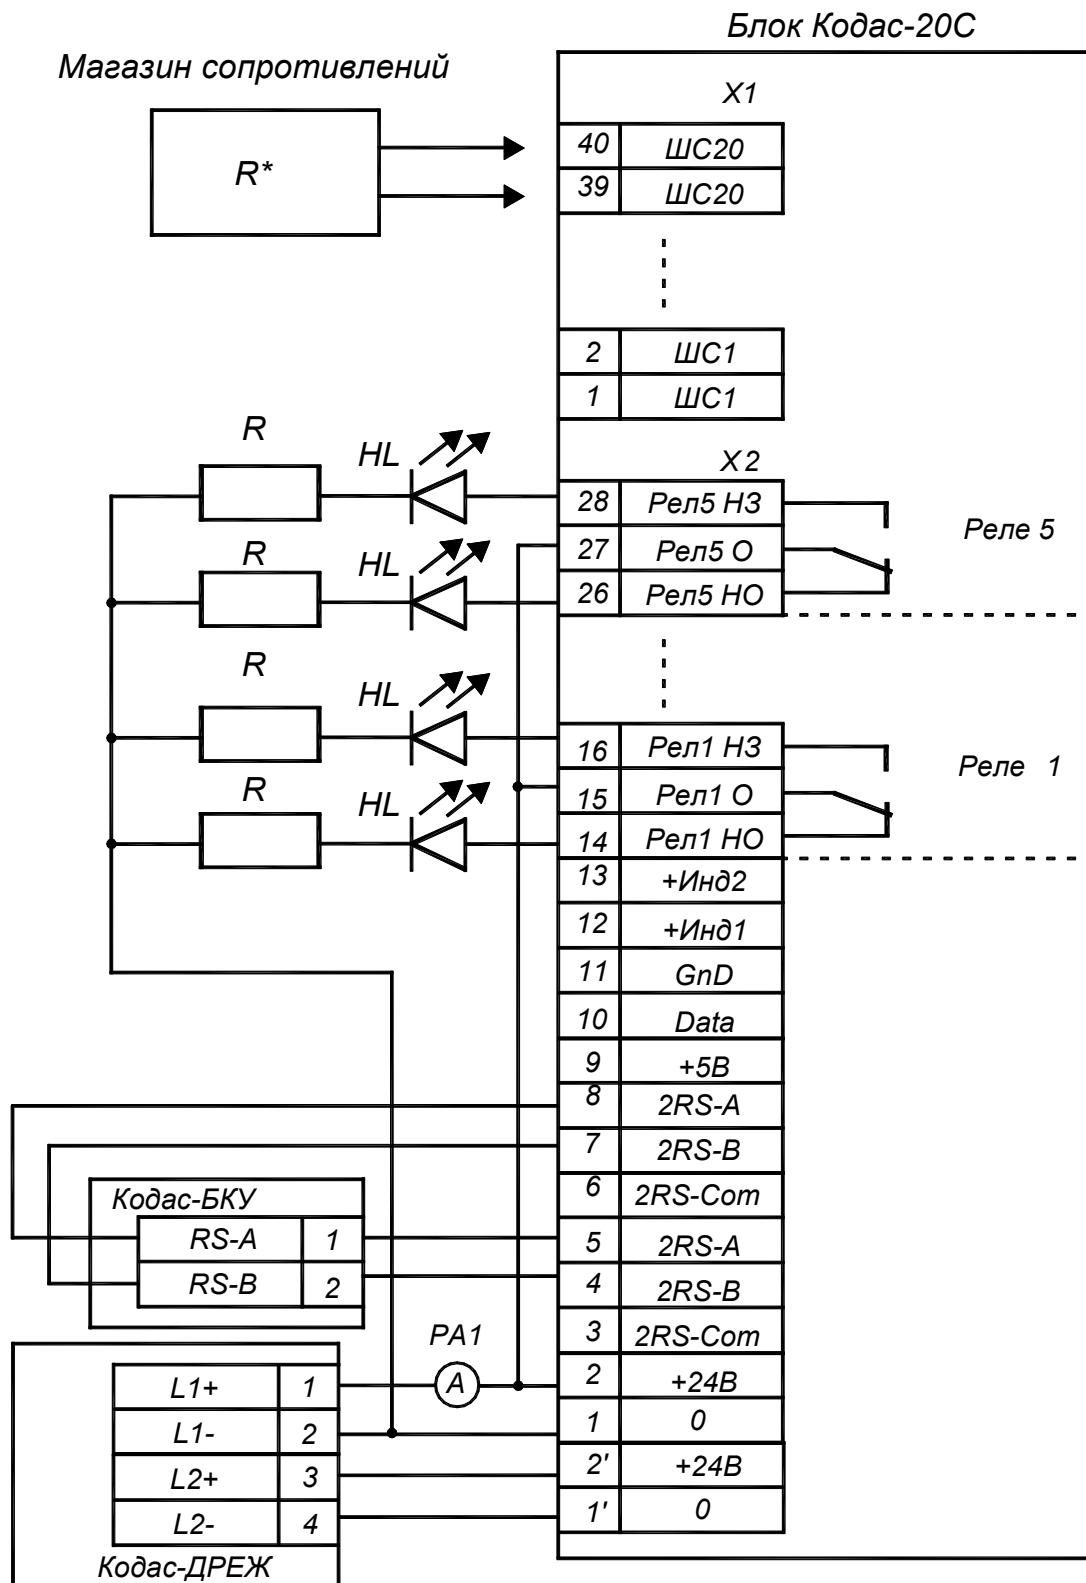 Блок Кодас-20С
Магазин сопротивлений
X1
R*
40 ШС20
39 ШС20
2 ШС1
1 ШС1
X2
R HL 28 Рел5 НЗ
27 Рел5 О
Реле 5
R HL 26 Рел5 НО
R HL 16 Рел1 НЗ
15 Рел1 О
Реле 1
R HL 14 Рел1 НО
13 +Инд2
12 +Инд1
11 GnD
10 Data
9 +5В
8 2RS-A
7 2RS-B
6 2RS-Com
Кодас-БКУ
RS-A 1 5 2RS-A
RS-B 2 4 2RS-B
3 2RS-Com
PA1
L1+ 1 A 2 +24В
L1- 2 1 0
L2+ 3 2' +24В
L2- 4 1' 0
Кодас-ДРЕЖ